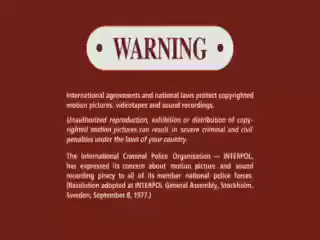 • WARNING •
International agreements and national laws protect copyrighted
motion pictures, videotapes and sound recordings.
Unauthorized reproduction, exhibition or distribution of copy-
righted motion pictures can result in severe criminal and civil
penalties under the laws of your country.
The International Criminal Police Organization — INTERPOL,
has expressed its concern about motion picture and sound
recording piracy to all of its member national police forces.
(Resolution adopted at INTERPOL General Assembly, Stockholm,
Sweden, September 8, 1977.)